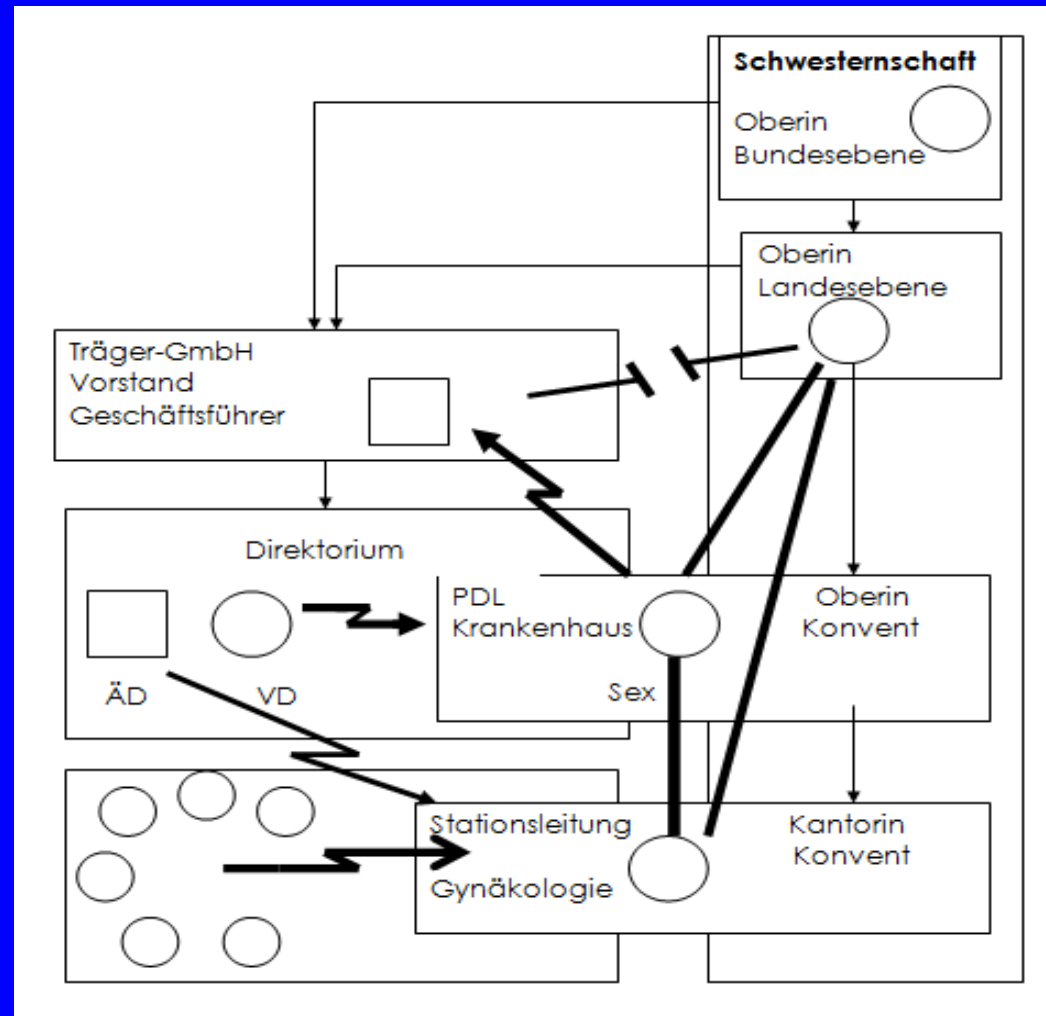 Schwesternschaft
Oberin
Bundesebene
Oberin
Landesebene
Träger-GmbH
Vorstand
Geschäftsführer
Direktorium
ÄD
VD
PDL
Krankenhaus
Sex
Oberin
Konvent
Stationsleitung
Gynäkologie
Kantorin
Konvent